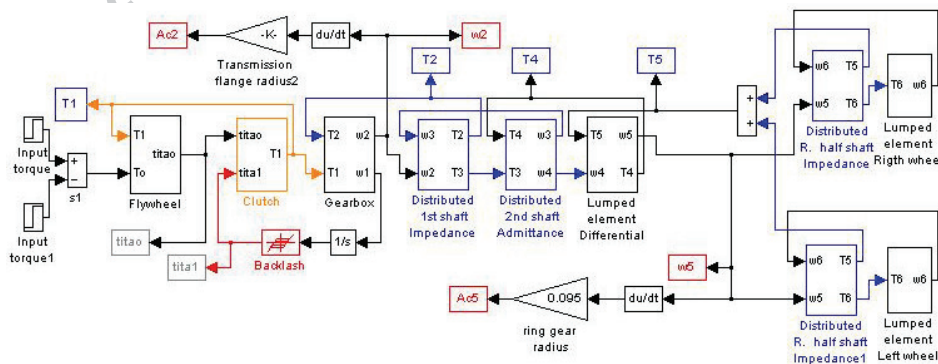 Ac2
-K-
du/dt
w2
Transmission
flange radius2
T2
T4
T5
T1
Input
torque
+
−
s1
Input
torque1
T1
titao
To
Flywheel
titao
T1
tita1
Clutch
T2
w2
T1
w1
Gearbox
w3
T2
w2
T3
Distributed
1st shaft
Impedance
T4
w3
T3
w4
Distributed
2nd shaft
Admittance
T5
w5
w4
T4
Lumped
element
Differential
+
+
w6
T5
w5
T6
Distributed
R. half shaft
Impedance
T6 w6
Lumped
element
Rigth wheel
titao
tita1
Backlash
1/s
w5
Ac5
0.095
du/dt
ring gear
radius
w6
T5
w5
T6
Distributed
R. half shaft
Impedance1
T6 w6
Lumped
element
Left wheel